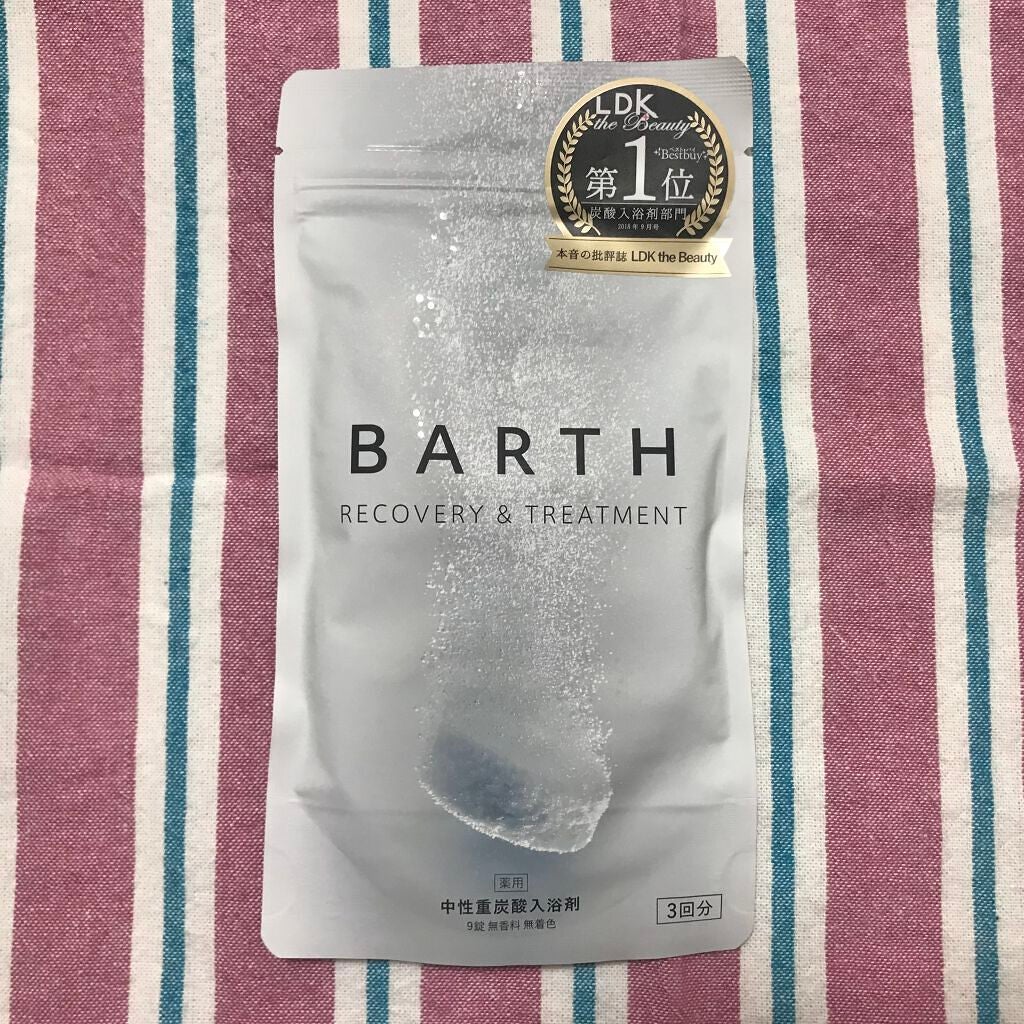 LDK
the Beauty
ベストバイ
Bestbuy
第1位
炭酸入浴剤部門
2018年9月号
本音の批評誌 LDK the Beauty
BARTH
RECOVERY & TREATMENT
薬用
中性重炭酸入浴剤
9錠 無香料 無着色
3回分